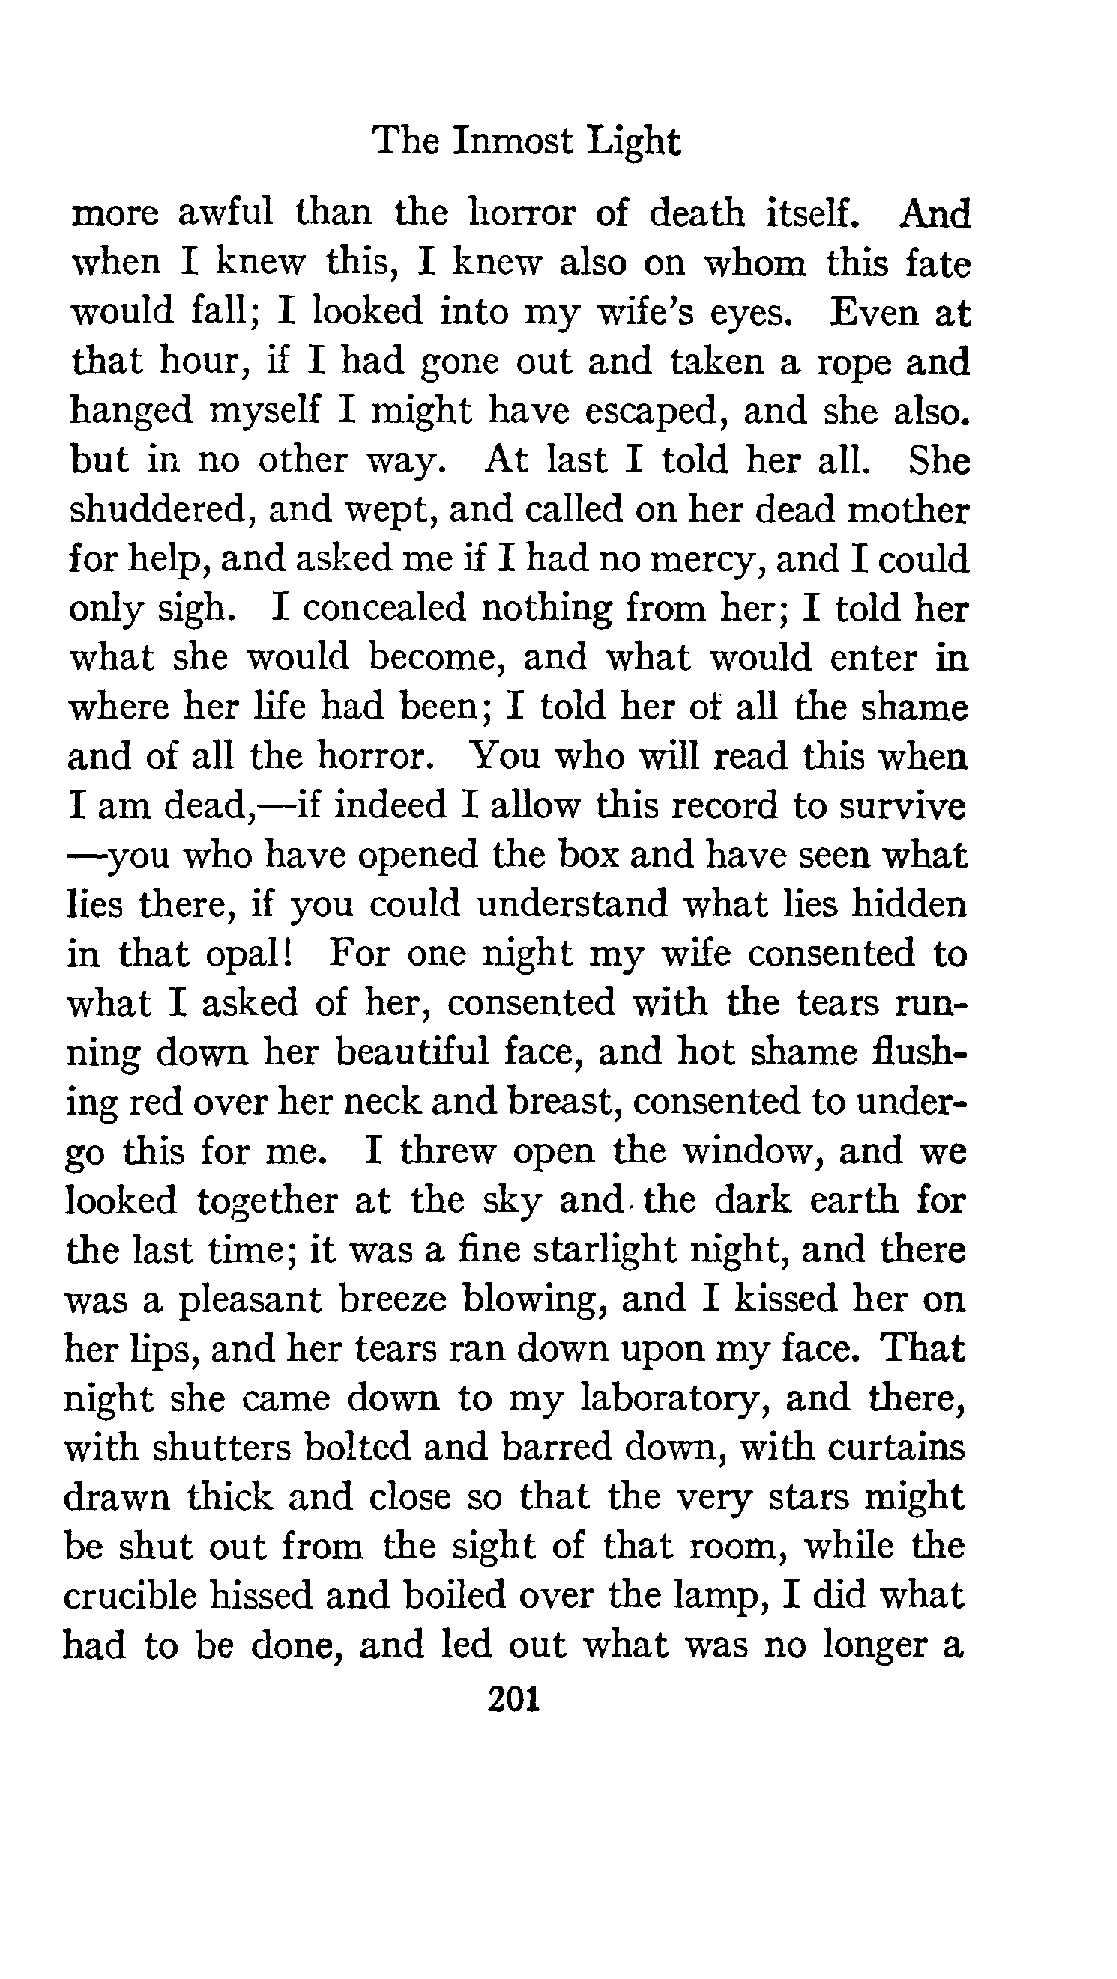 The Inmost Light
more awful than the horror of death itself. And
when I knew this, I knew also on whom this fate
would fall; I looked into my wife's eyes. Even at
that hour, if I had gone out and taken a rope and
hanged myself I might have escaped, and she also.
but in no other way. At last I told her all. She
shuddered, and wept, and called on her dead mother
for help, and asked me if I had no mercy, and I could
only sigh. I concealed nothing from her; I told her
what she would become, and what would enter in
where her life had been; I told her of all the shame
and of all the horror. You who will read this when
I am dead,—if indeed I allow this record to survive
—you who have opened the box and have seen what
lies there, if you could understand what lies hidden
in that opal! For one night my wife consented to
what I asked of her, consented with the tears run-
ning down her beautiful face, and hot shame flush-
ing red over her neck and breast, consented to under-
go this for me. I threw open the window, and we
looked together at the sky and the dark earth for
the last time; it was a fine starlight night, and there
was a pleasant breeze blowing, and I kissed her on
her lips, and her tears ran down upon my face. That
night she came down to my laboratory, and there,
with shutters bolted and barred down, with curtains
drawn thick and close so that the very stars might
be shut out from the sight of that room, while the
crucible hissed and boiled over the lamp, I did what
had to be done, and led out what was no longer a
201